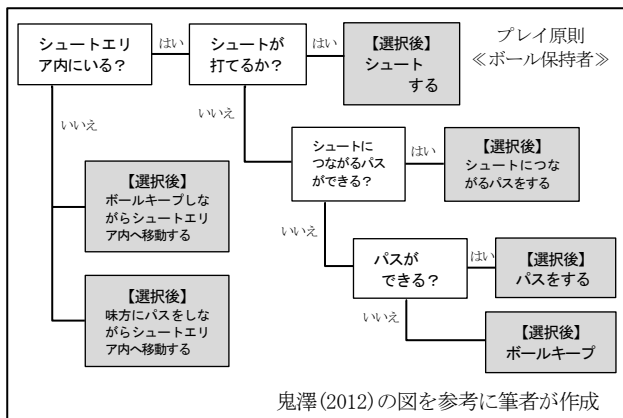 プレイ原則
≪ボール保持者≫
シュートエリ
ア内にいる？
はい
シュートが
打てるか？
はい
【選択後】
シュート
する
いいえ
いいえ
シュートに
つながるパス
ができる？
はい
【選択後】
シュートにつな
がるパスをする
【選択後】
ボールキープしな
がらシュートエリ
ア内へ移動する
いいえ
パスが
できる？
はい
【選択後】
パスをする
【選択後】
味方にパスをしな
がらシュートエリ
ア内へ移動する
いいえ
【選択後】
ボールキープ
鬼澤(2012)の図を参考に筆者が作成